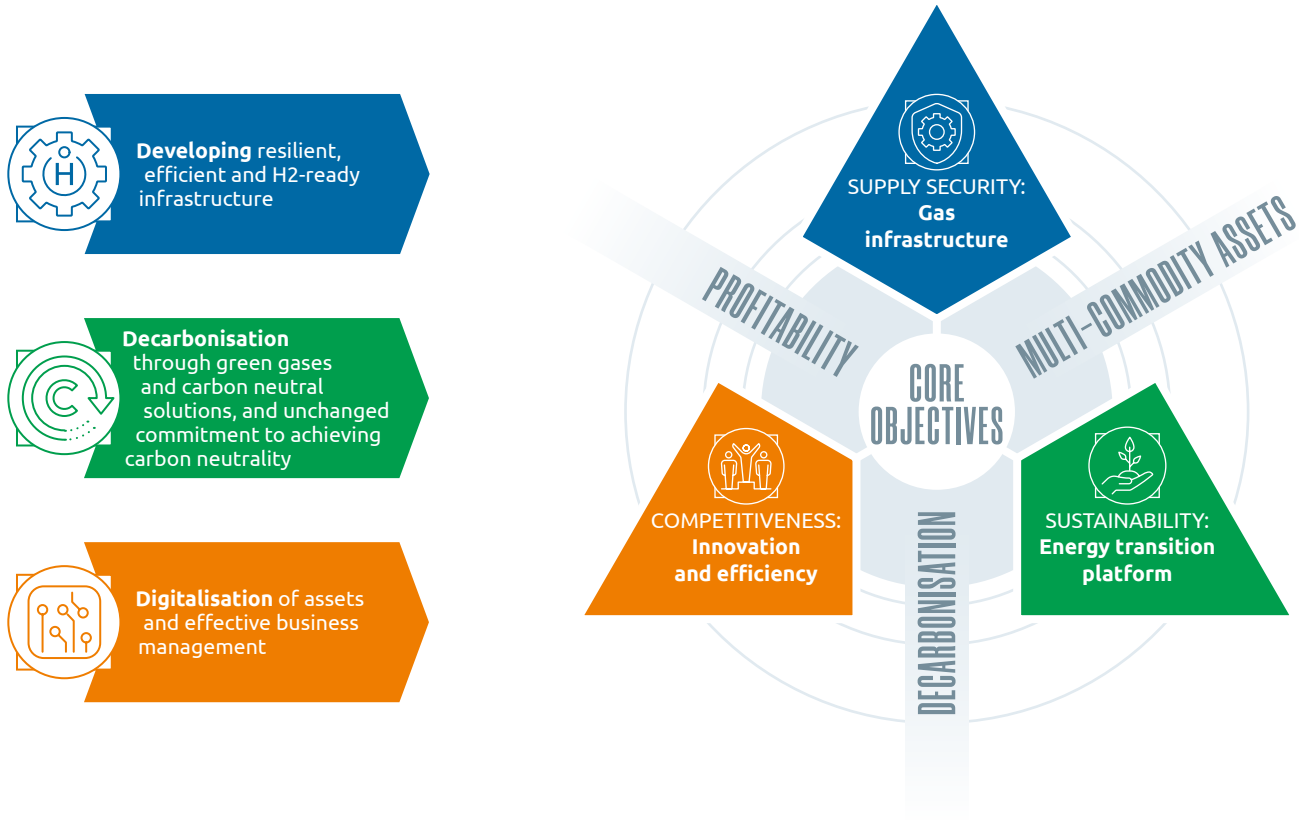 Developing resilient,
efficient and H2-ready
infrastructure
H
Decarbonisation
through green gases
and carbon neutral
solutions, and unchanged
commitment to achieving
carbon neutrality
C
Digitalisation of assets
and effective business
management
SUPPLY SECURITY:
Gas
infrastructure
PROFITABILITY
MULTI-COMMODITY ASSETS
CORE
OBJECTIVES
COMPETITIVENESS:
Innovation
and efficiency
DECARBONISATION
SUSTAINABILITY:
Energy transition
platform